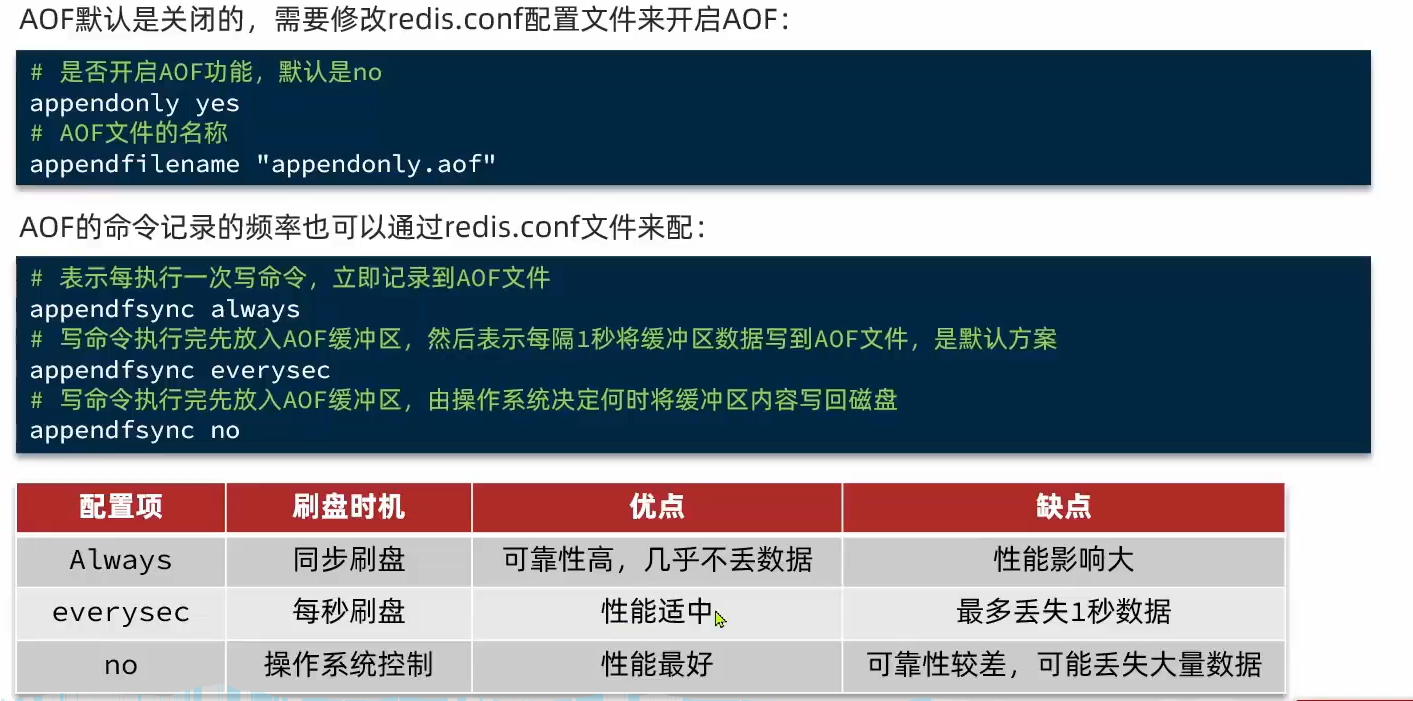 AOF默认是关闭的，需要修改redis.conf配置文件来开启AOF：
# 是否开启AOF功能，默认是no
appendonly yes
# AOF文件的名称
appendfilename "appendonly.aof"
AOF的命令记录的频率也可以通过redis.conf文件来配：
# 表示每执行一次写命令，立即记录到AOF文件
appendfsync always
# 写命令执行完先放入AOF缓冲区，然后表示每隔1秒将缓冲区数据写到AOF文件，是默认方案
appendfsync everysec
# 写命令执行完先放入AOF缓冲区，由操作系统决定何时将缓冲区内容写回磁盘
appendfsync no
配置项 刷盘时机 优点 缺点
Always 同步刷盘 可靠性高，几乎不丢数据 性能影响大
everysec 每秒刷盘 性能适中 最多丢失1秒数据
no 操作系统控制 性能最好 可靠性较差，可能丢失大量数据